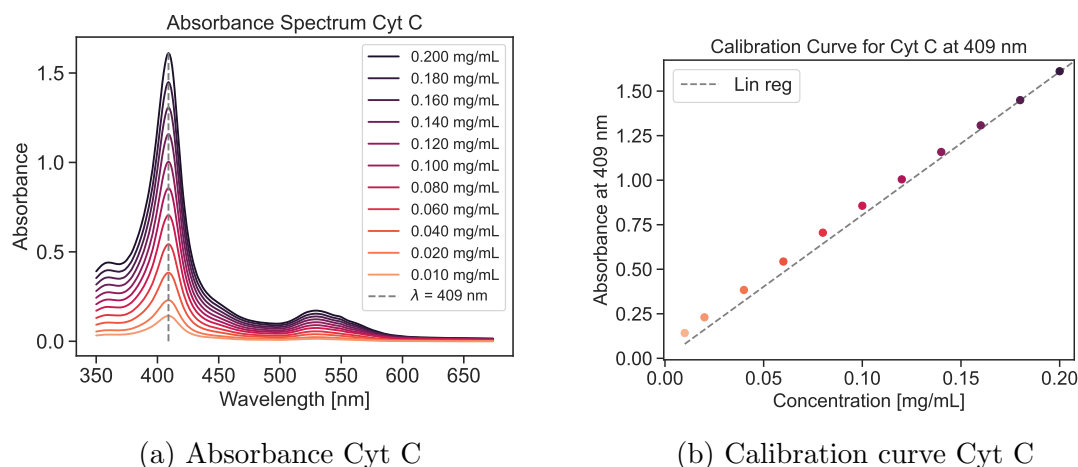 Absorbance Spectrum Cyt C
Absorbance
1.5
1.0
0.5
0.0
0.200 mg/mL
0.180 mg/mL
0.160 mg/mL
0.140 mg/mL
0.120 mg/mL
0.100 mg/mL
0.080 mg/mL
0.060 mg/mL
0.040 mg/mL
0.020 mg/mL
0.010 mg/mL
λ = 409 nm
350 400 450 500 550 600 650
Wavelength [nm]
(a) Absorbance Cyt C
Calibration Curve for Cyt C at 409 nm
Absorbance at 409 nm
1.50
1.25
1.00
0.75
0.50
0.25
0.00
Lin reg
0.00 0.05 0.10 0.15 0.20
Concentration [mg/mL]
(b) Calibration curve Cyt C